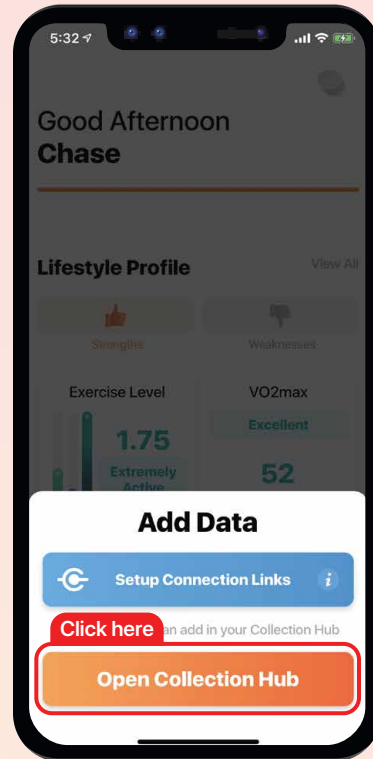 5:32
Good Afternoon
Chase
Lifestyle Profile View All
Strengths Weaknesses
Exercise Level VO2max
1.75 Excellent
Extremely 52
Active
Add Data
Setup Connection Links i
Click here an add in your Collection Hub
Open Collection Hub